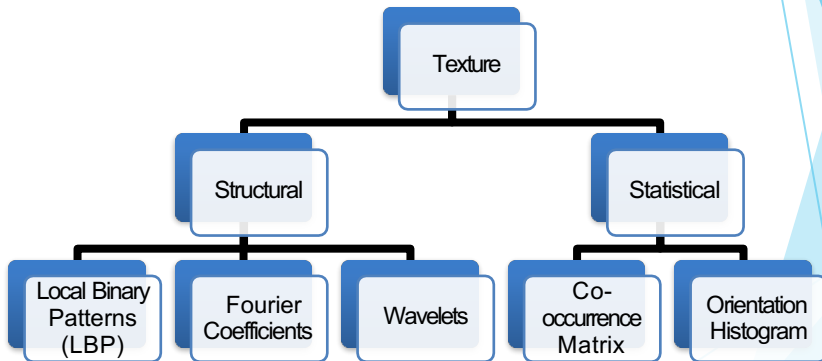 Texture
Structural
Statistical
Local Binary
Patterns
(LBP)
Fourier
Coefficients
Wavelets
Co-
occurrence
Matrix
Orientation
Histogram